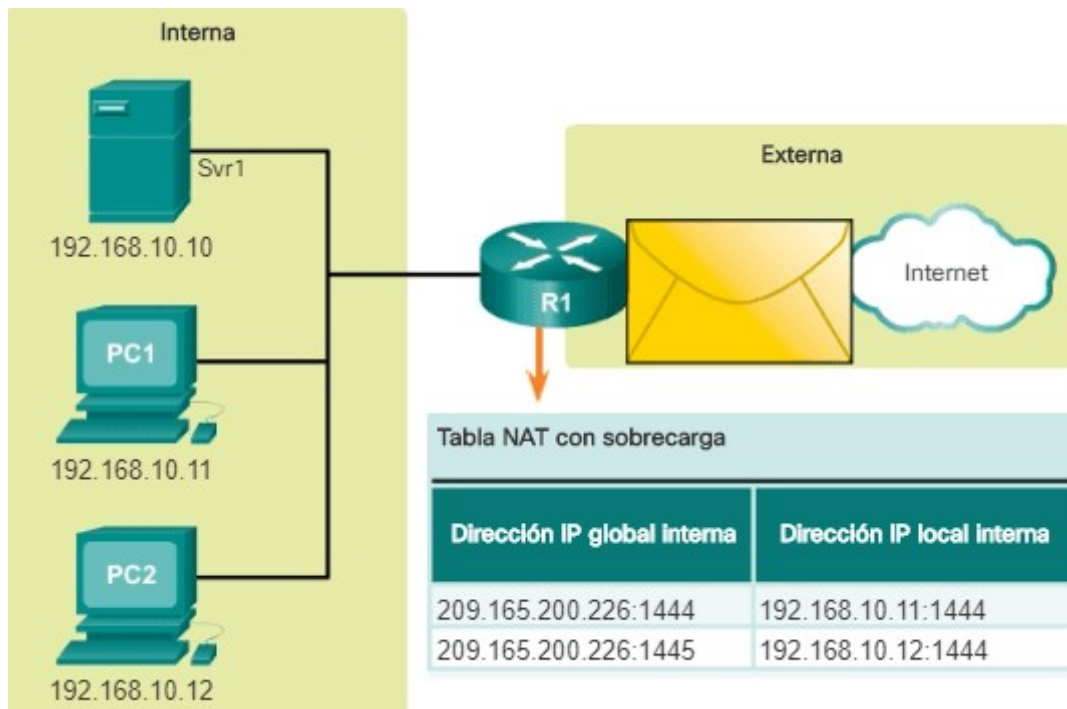 Interna
Svr1
192.168.10.10
PC1
192.168.10.11
PC2
192.168.10.12
Externa
R1
Internet
Tabla NAT con sobrecarga
Dirección IP global interna Dirección IP local interna
209.165.200.226:1444 192.168.10.11:1444
209.165.200.226:1445 192.168.10.12:1444